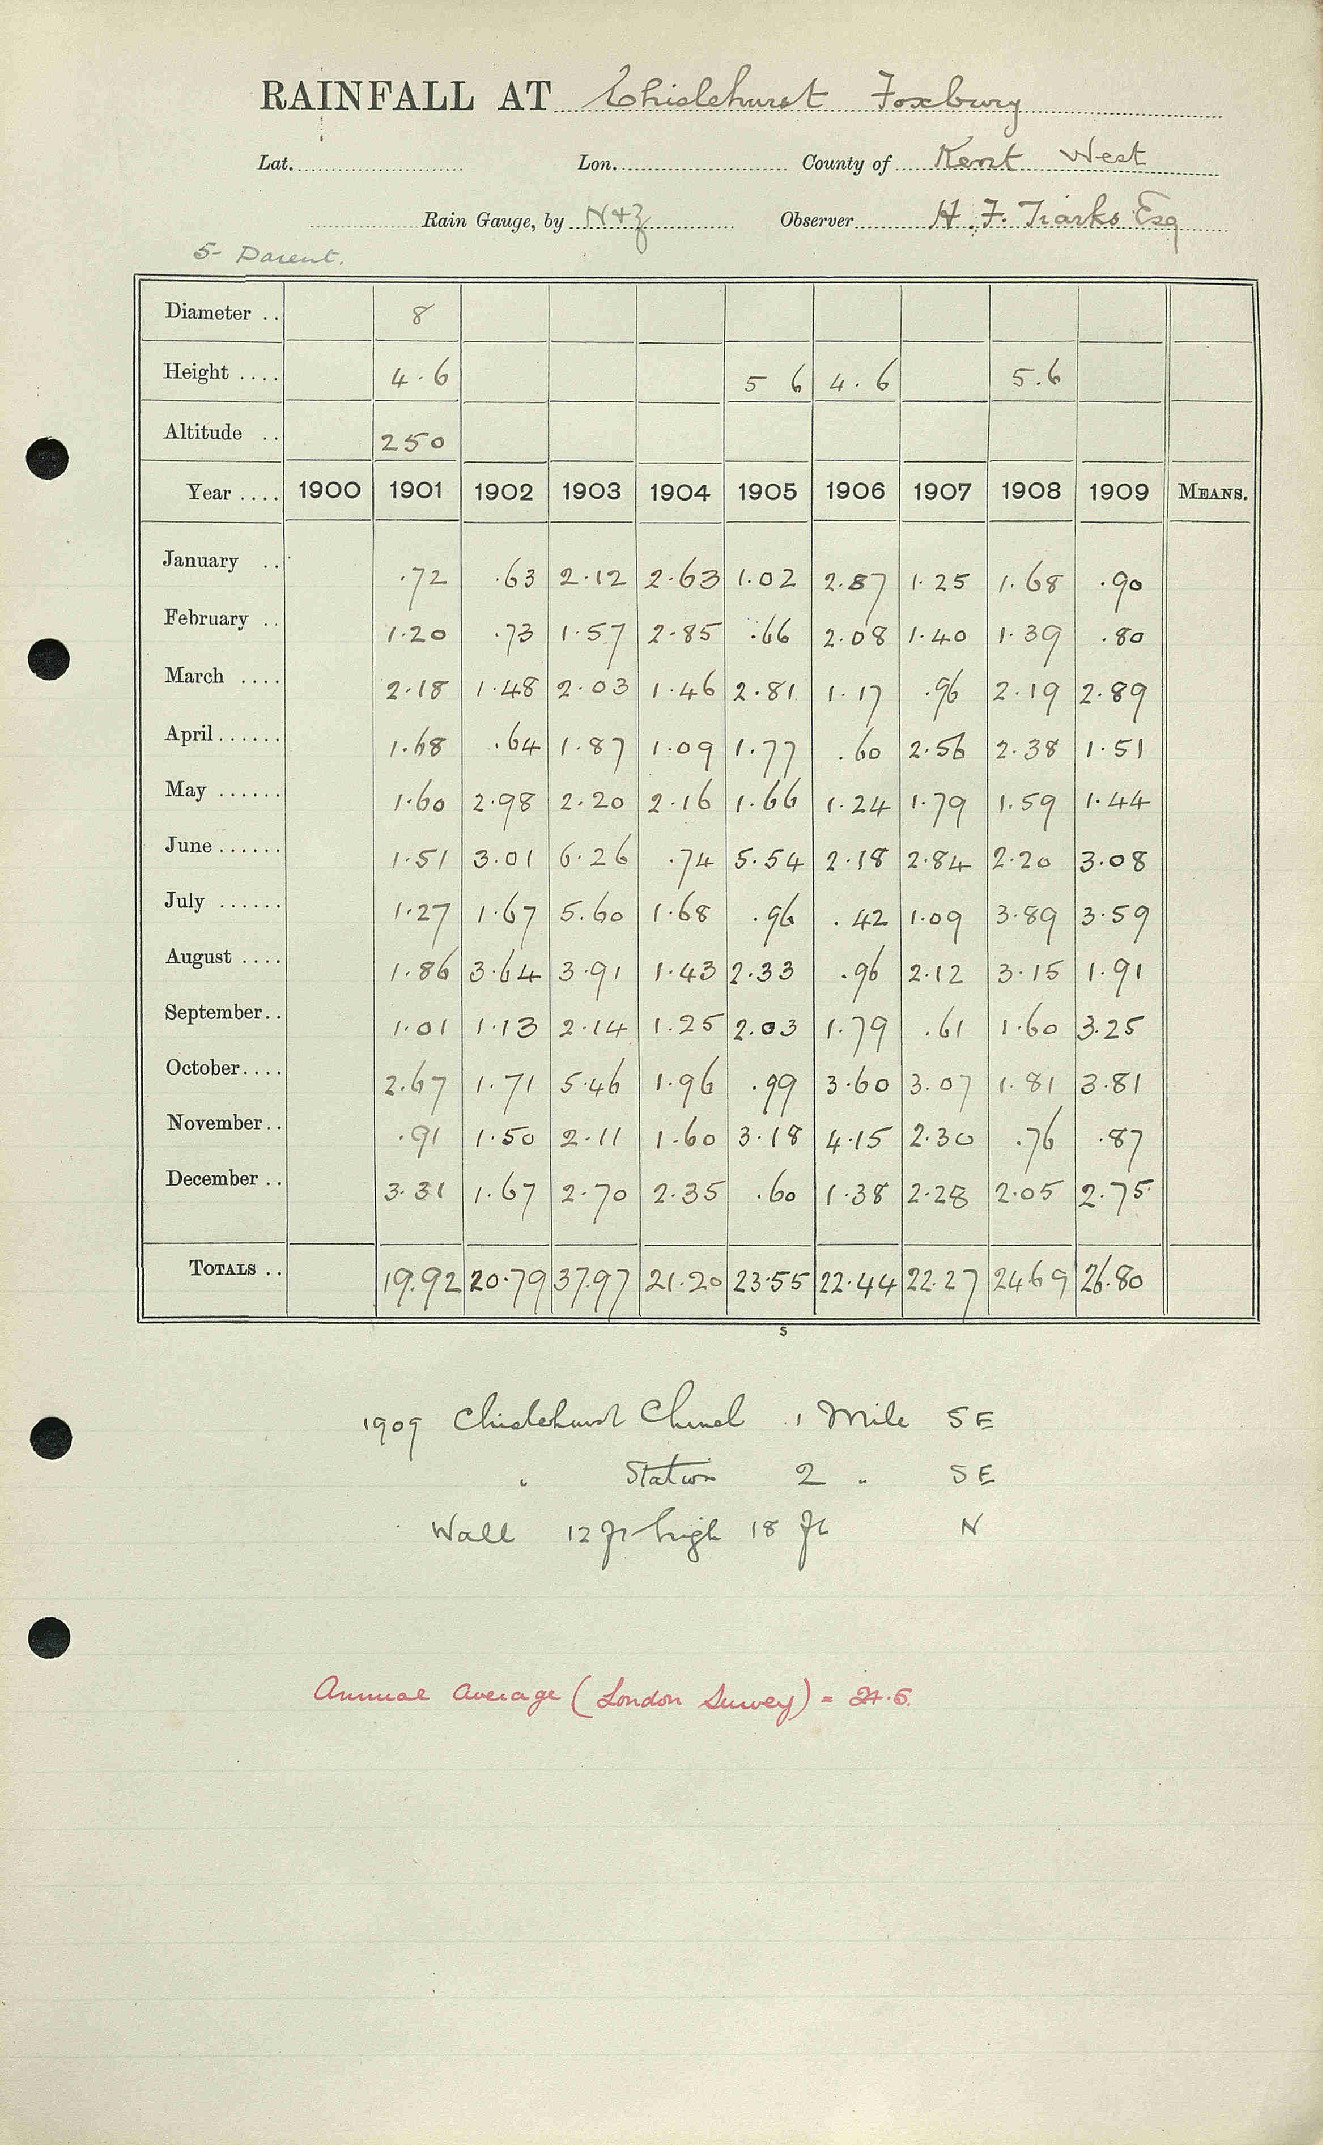 RAINFALL AT Chislehurst Foxbury
Lat. Lon. County of Kent West
Rain Gauge, by N+Z Observer H. F. Tiarks Esq
5- Parent.
Diameter .. 8
Height .... 4.6 5 6 4.6 5.6
Altitude .. 250
Year .... 1900 1901 1902 1903 1904 1905 1906 1907 1908 1909 MEANS.
January .. .72 .63 2.12 2.63 1.02 2.87 1.25 1.68 .90
February .. 1.20 .73 1.57 2.85 .66 2.08 1.40 1.39 .80
March .... 2.18 1.48 2.03 1.46 2.81 1.17 .96 2.19 2.89
April ...... 1.68 .64 1.87 1.09 1.77 .60 2.56 2.38 1.51
May ...... 1.60 2.98 2.20 2.16 1.66 1.24 1.79 1.59 1.44
June ...... 1.51 3.01 6.26 .74 5.54 2.18 2.84 2.20 3.08
July ...... 1.27 1.67 5.60 1.68 .96 .42 1.09 3.89 3.59
August .... 1.86 3.64 3.91 1.43 2.33 .96 2.12 3.15 1.91
September.. 1.01 1.13 2.14 1.25 2.03 1.79 .61 1.60 3.25
October.... 2.67 1.71 5.46 1.96 .99 3.60 3.07 1.81 3.81
November.. .91 1.50 2.11 1.60 3.18 4.15 2.30 .76 .87
December .. 3.31 1.67 2.70 2.35 .60 1.38 2.28 2.05 2.75
TOTALS .. 19.92 20.79 37.97 21.20 23.55 22.44 22.27 24.69 26.80
S
1909 Chislehurst Church 1 Mile SE
" Station 2 " SE
Wall 12 ft high 18 ft N
Annual Average (London Survey) = 24.5